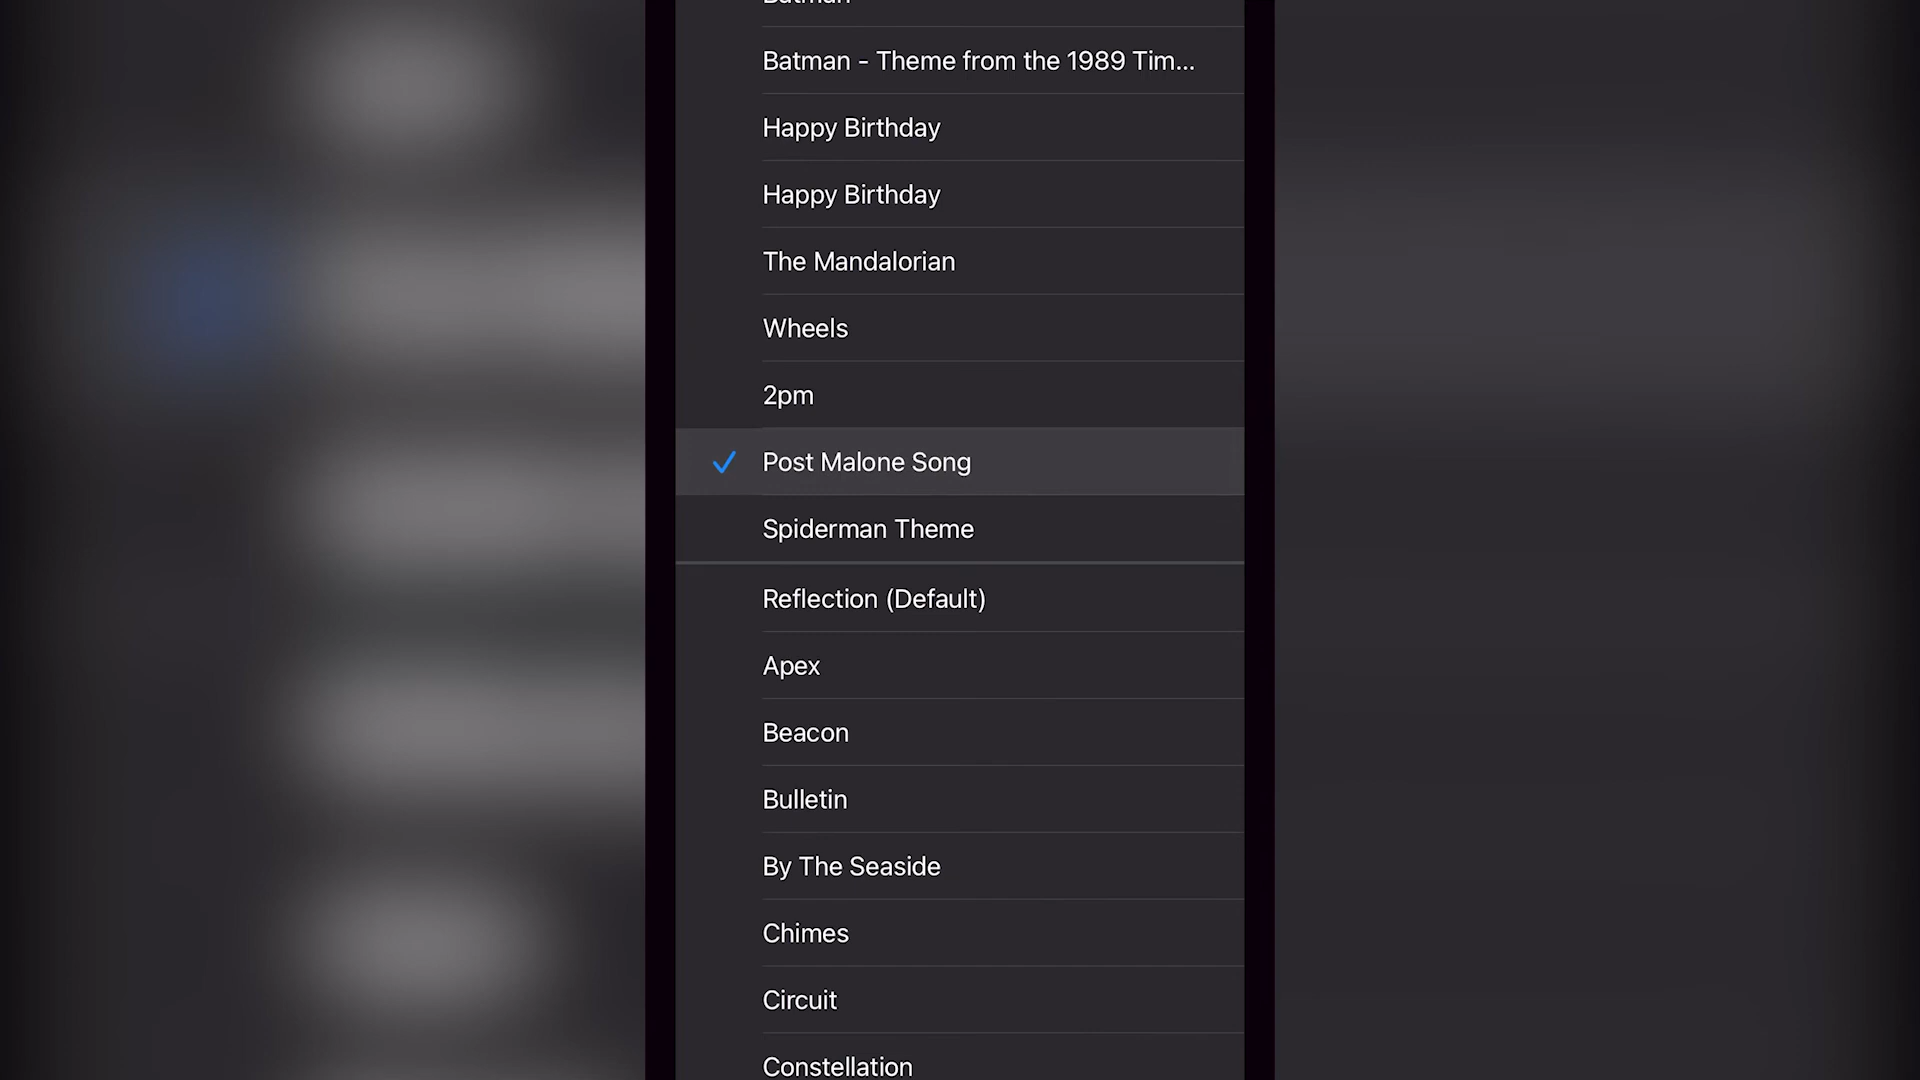 Batman
Batman - Theme from the 1989 Tim...
Happy Birthday
Happy Birthday
The Mandalorian
Wheels
2pm
Post Malone Song
Spiderman Theme
Reflection (Default)
Apex
Beacon
Bulletin
By The Seaside
Chimes
Circuit
Constellation